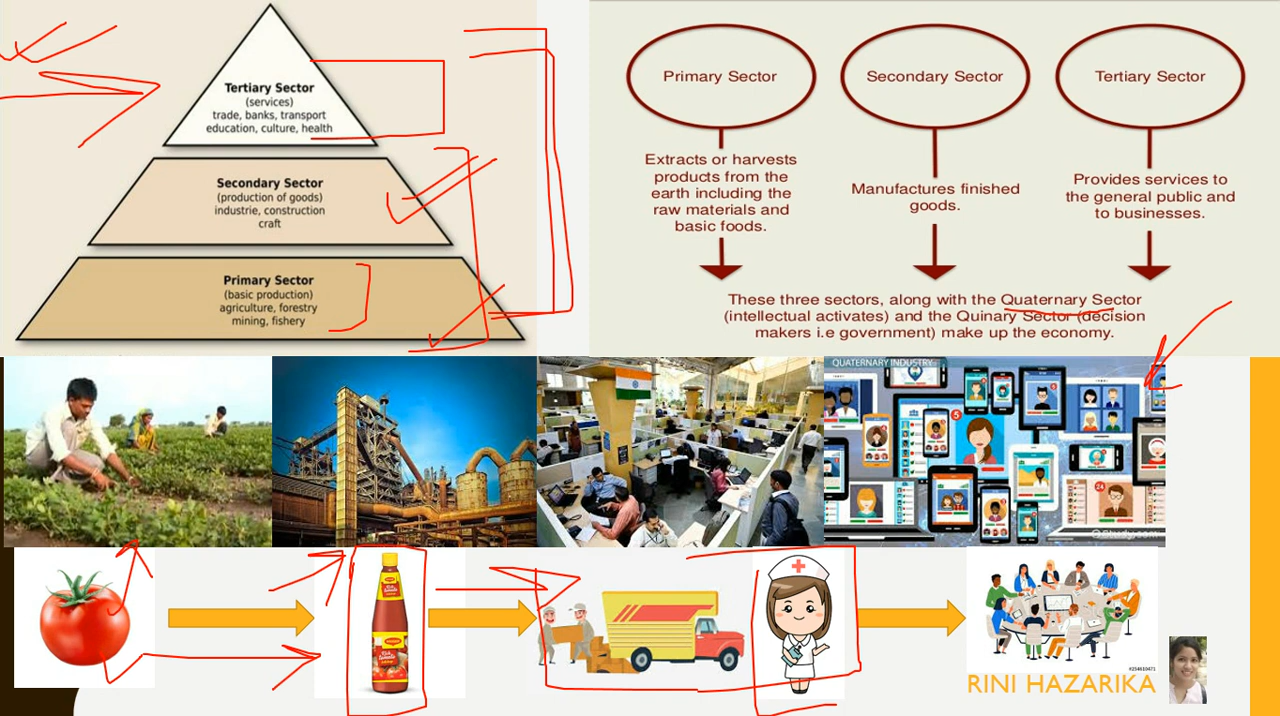 Tertiary Sector
(services)
trade, banks, transport
education, culture, health
Secondary Sector
(production of goods)
industrie, construction
craft
Primary Sector
(basic production)
agriculture, forestry
mining, fishery
Primary Sector
Extracts or harvests
products from the
earth including the
raw materials and
basic foods.
Secondary Sector
Manufactures finished
goods.
Tertiary Sector
Provides services to
the general public and
to businesses.
These three sectors, along with the Quaternary Sector
(intellectual activates) and the Quinary Sector (decision
makers i.e government) make up the economy.
QUATERNARY INDUSTRY
5
24
RINI HAZARIKA